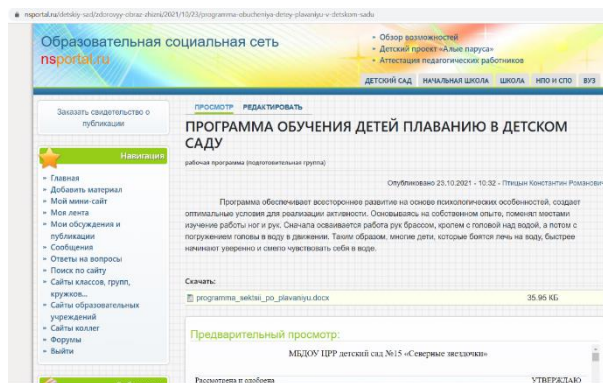 nsportal.ru/detskiy-sad/zdorovyy-obraz-zhizni/2021/10/23/programma-obucheniya-detey-plavaniyu-v-detskom-sadu
Образовательная социальная сеть
nsportal.ru
» Обзор возможностей
» Детский проект «Алые паруса»
» Аттестация педагогических работников
ДЕТСКИЙ САД НАЧАЛЬНАЯ ШКОЛА ШКОЛА НПО И СПО ВУЗ
Заказать свидетельство о
публикации
Навигация
» Главная
» Добавить материал
» Мой мини-сайт
» Моя лента
» Мои обсуждения и
публикации
» Сообщения
» Ответы на вопросы
» Поиск по сайту
» Сайты классов, групп,
кружков...
» Сайты образовательных
учреждений
» Сайты коллег
» Форумы
» Выйти
ПРОСМОТР РЕДАКТИРОВАТЬ
ПРОГРАММА ОБУЧЕНИЯ ДЕТЕЙ ПЛАВАНИЮ В ДЕТСКОМ
САДУ
рабочая программа (подготовительная группа)
Опубликовано 23.10.2021 - 10:32 - Птицын Константин Романович
Программа обеспечивает всестороннее развитие на основе психологических особенностей, создает
оптимальные условия для реализации активности. Основываясь на собственном опыте, поменял местами
изучение работы ног и рук. Сначала осваивается работа рук брассом, кролем с головой над водой, а потом с
погружением головы в воду в движении. Таким образом, многие дети, которые боятся лечь на воду, быстрее
начинают уверенно и смело чувствовать себя в воде.
Скачать:
programma_sektsii_po_plavaniyu.docx 35.95 КБ
Предварительный просмотр:
МБДОУ ЦРР детский сад №15 «Северные звездочки»
Рассмотрена и одобрена УТВЕРЖДАЮ